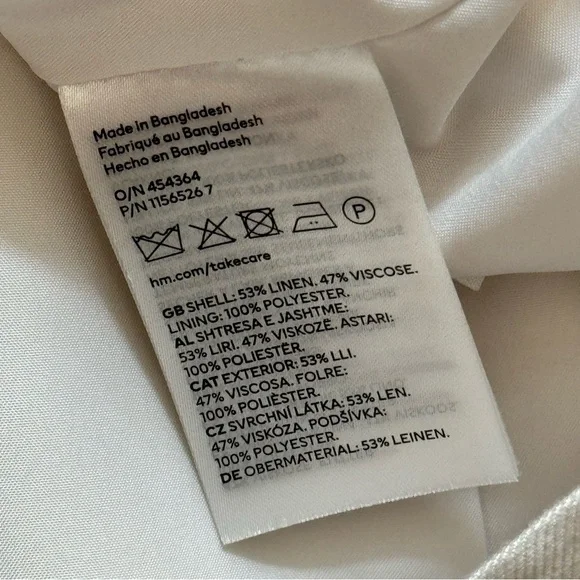 Made in Bangladesh
Fabriqué au Bangladesh
Hecho en Bangladesh
O/N 454364
P/N 1156526 7
P
hm.com/takecare
GB SHELL: 53% LINEN. 47% VISCOSE.
LINING: 100% POLYESTER.
AL SHTRESA E JASHTME:
53% LIRI. 47% VISKOZË. ASTARI:
100% POLIESTËR.
CAT EXTERIOR: 53% LLI.
47% VISCOSA. FOLRE:
100% POLIÈSTER.
CZ SVRCHNÍ LÁTKA: 53% LEN.
47% VISKÓZA. PODŠÍVKA:
100% POLYESTER.
DE OBERMATERIAL: 53% LEINEN.